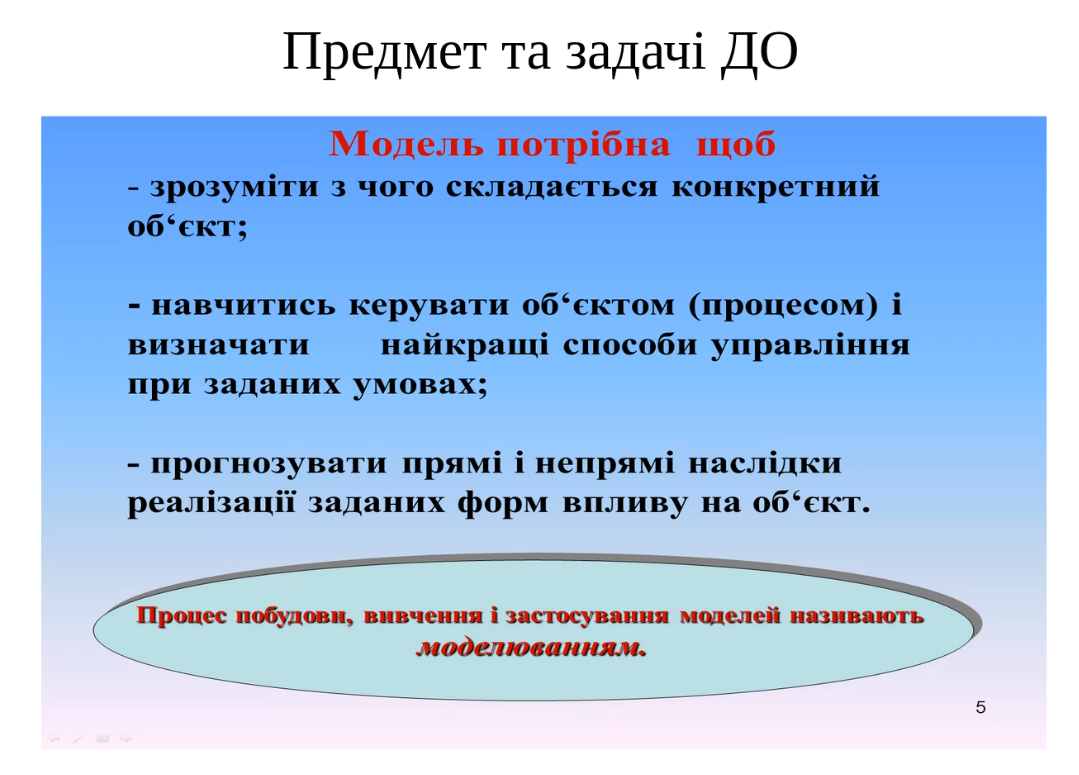 Предмет та задачі ДО
Модель потрібна щоб
- зрозуміти з чого складається конкретний
об‘єкт;
- навчитись керувати об‘єктом (процесом) і
визначати найкращі способи управління
при заданих умовах;
- прогнозувати прямі і непрямі наслідки
реалізації заданих форм впливу на об‘єкт.
Процес побудови, вивчення і застосування моделей називають
моделюванням.
5